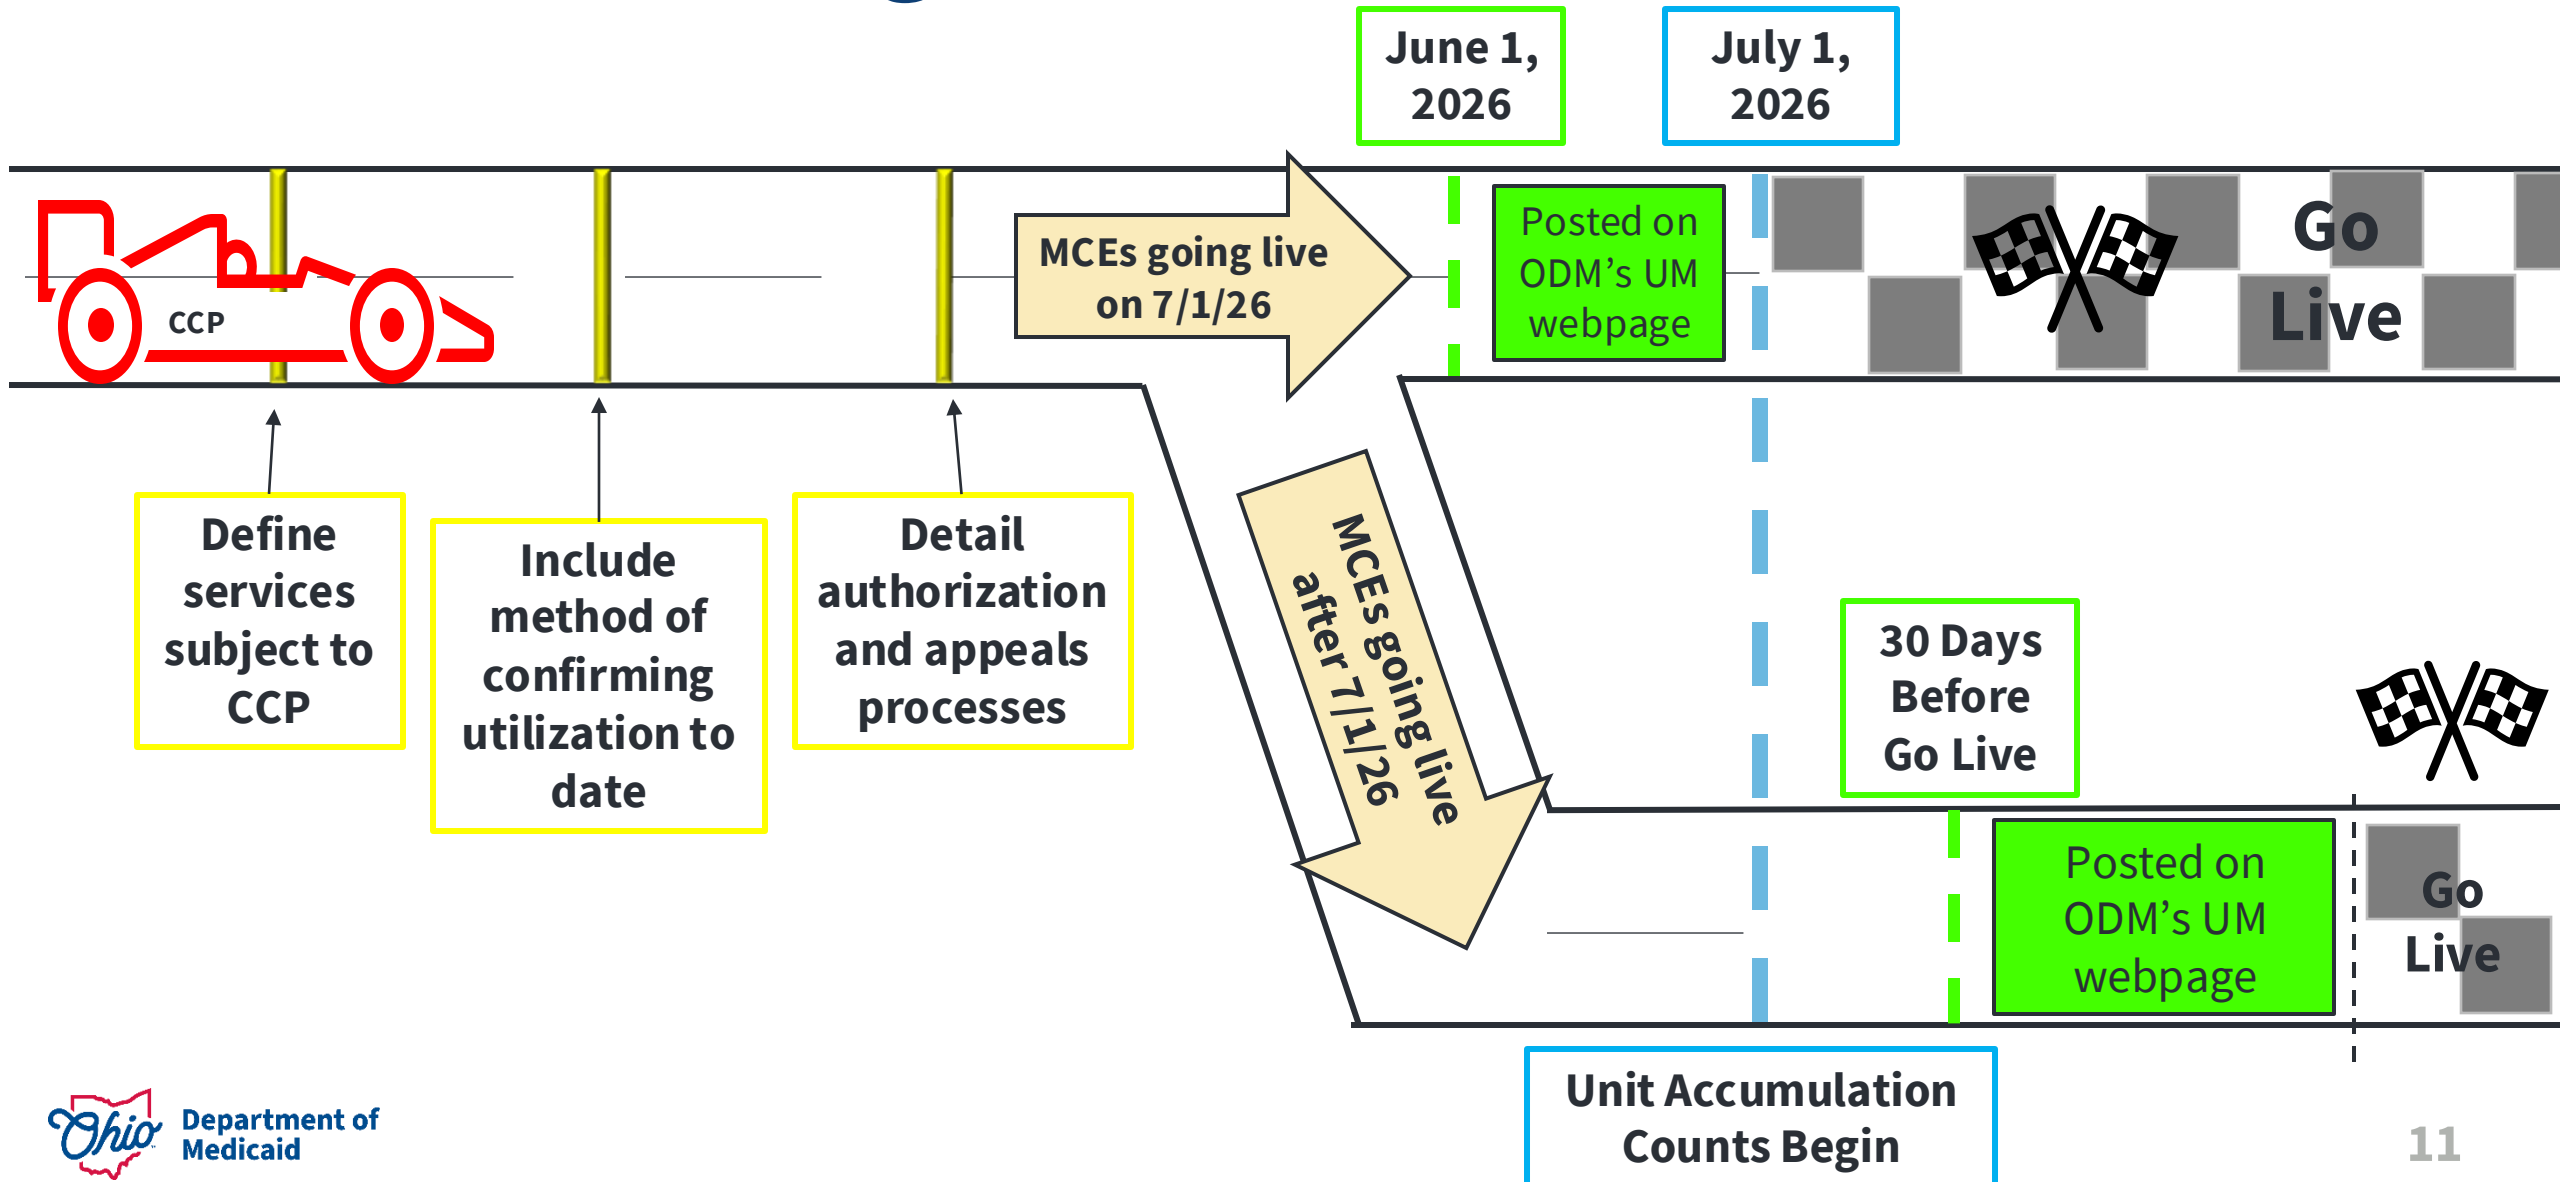 June 1,
2026
July 1,
2026
MCEs going live
on 7/1/26
Posted on
ODM’s UM
webpage
Go
Live
CCP
Define
services
subject to
CCP
Include
method of
confirming
utilization to
date
Detail
authorization
and appeals
processes
MCEs going live
after 7/1/26
30 Days
Before
Go Live
Posted on
ODM’s UM
webpage
Go
Live
Unit Accumulation
Counts Begin
Ohio
Department of
Medicaid
11